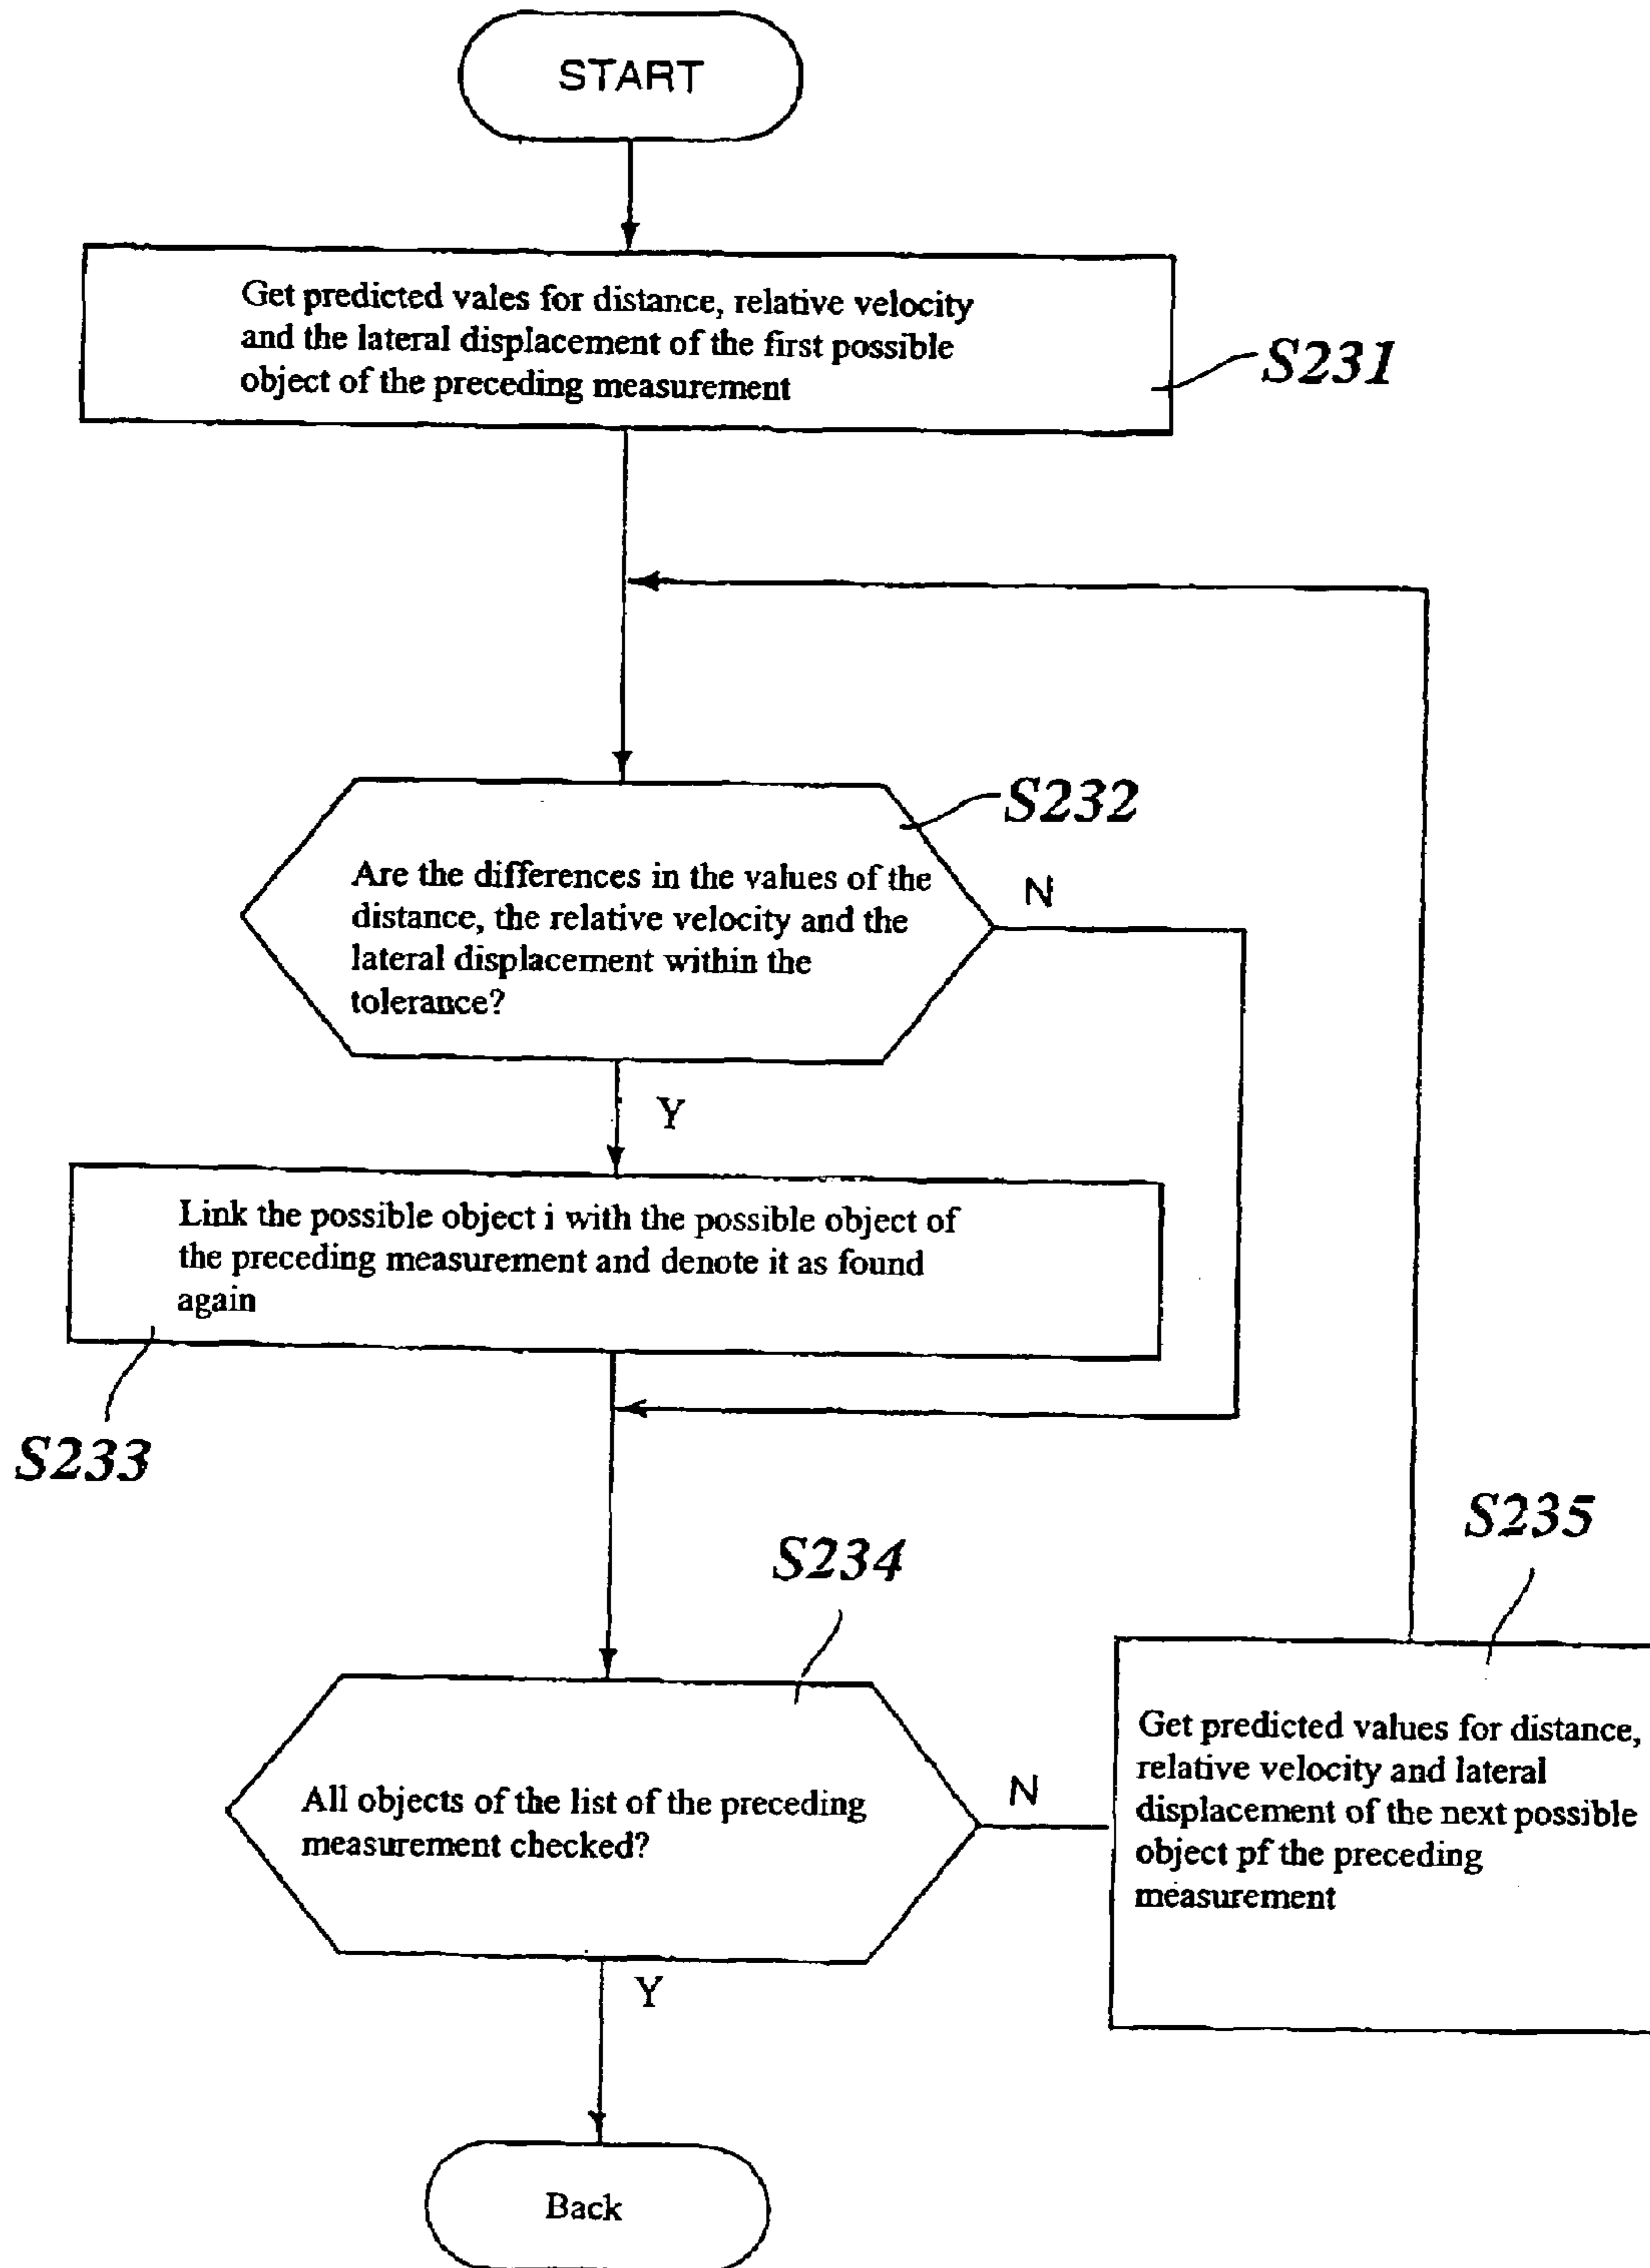 START
Get predicted vales for distance, relative velocity
and the lateral displacement of the first possible
object of the preceding measurement
S231
S232
Are the differences in the values of the
distance, the relative velocity and the
lateral displacement within the
tolerance?
N
Y
Link the possible object i with the possible object of
the preceding measurement and denote it as found
again
S233
S234
S235
All objects of the list of the preceding
measurement checked?
N
Get predicted values for distance,
relative velocity and lateral
displacement of the next possible
object pf the preceding
measurement
Y
Back